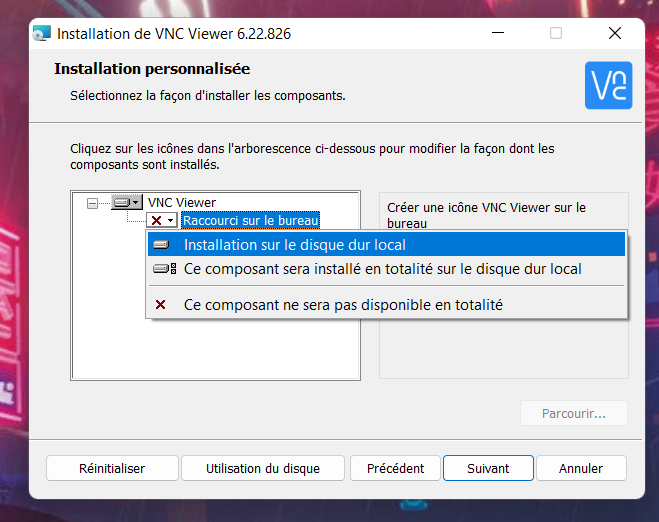 Installation de VNC Viewer 6.22.826
Installation personnalisée
Sélectionnez la façon d'installer les composants.
Cliquez sur les icônes dans l'arborescence ci-dessous pour modifier la façon dont les
composants sont installés.
VNC Viewer
Raccourci sur le bureau
Créer une icône VNC Viewer sur le
bureau
Installation sur le disque dur local
Ce composant sera installé en totalité sur le disque dur local
Ce composant ne sera pas disponible en totalité
Parcourir...
Réinitialiser
Utilisation du disque
Précédent
Suivant
Annuler